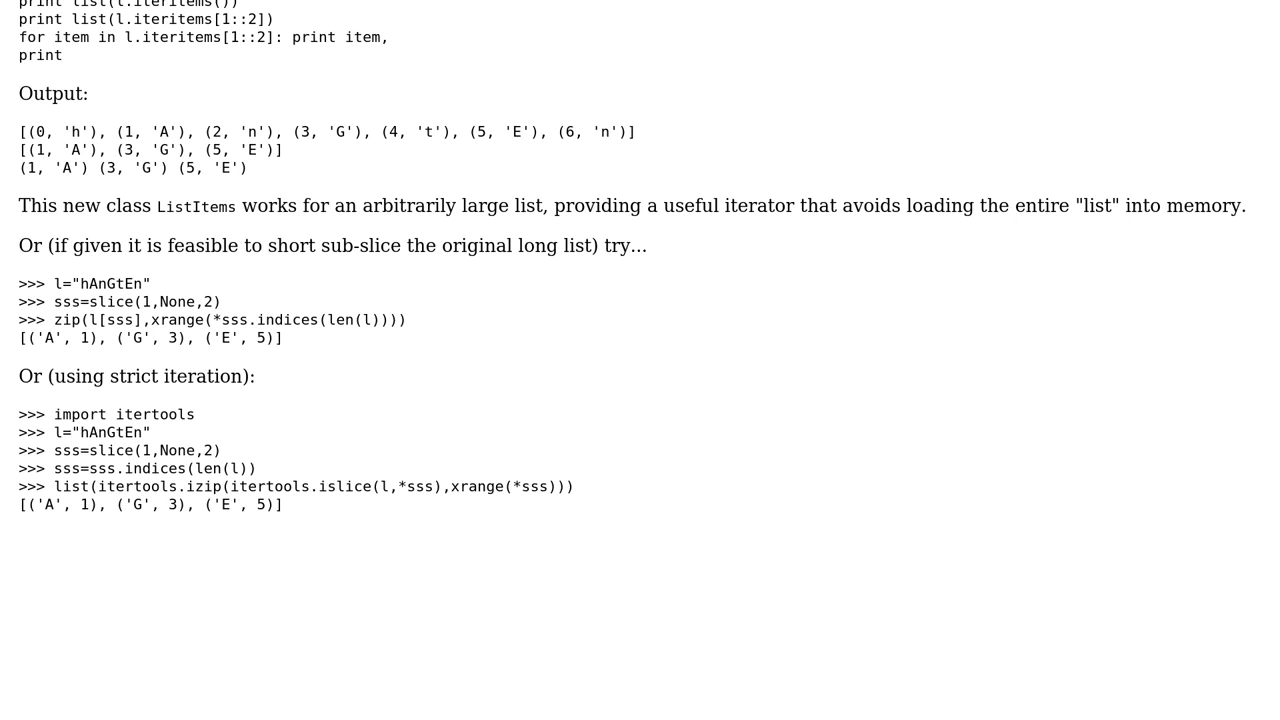 print list(l.iteritems())
print list(l.iteritems[1::2])
for item in l.iteritems[1::2]: print item,
print
Output:
[(0, 'h'), (1, 'A'), (2, 'n'), (3, 'G'), (4, 't'), (5, 'E'), (6, 'n')]
[(1, 'A'), (3, 'G'), (5, 'E')]
(1, 'A') (3, 'G') (5, 'E')
This new class ListItems works for an arbitrarily large list, providing a useful iterator that avoids loading the entire "list" into memory.
Or (if given it is feasible to short sub-slice the original long list) try...
>>> l="hAnGtEn"
>>> sss=slice(1,None,2)
>>> zip(l[sss],xrange(*sss.indices(len(l))))
[('A', 1), ('G', 3), ('E', 5)]
Or (using strict iteration):
>>> import itertools
>>> l="hAnGtEn"
>>> sss=slice(1,None,2)
>>> sss=sss.indices(len(l))
>>> list(itertools.izip(itertools.islice(l,*sss),xrange(*sss)))
[('A', 1), ('G', 3), ('E', 5)]